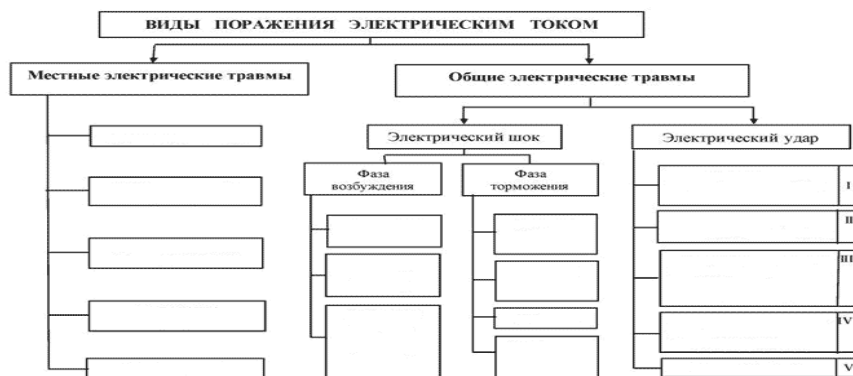 ВИДЫ ПОРАЖЕНИЯ ЭЛЕКТРИЧЕСКИМ ТОКОМ
Местные электрические травмы
Общие электрические травмы
Электрический шок
Электрический удар
Фаза
возбуждения
Фаза
торможения
I
II
III
IV
V